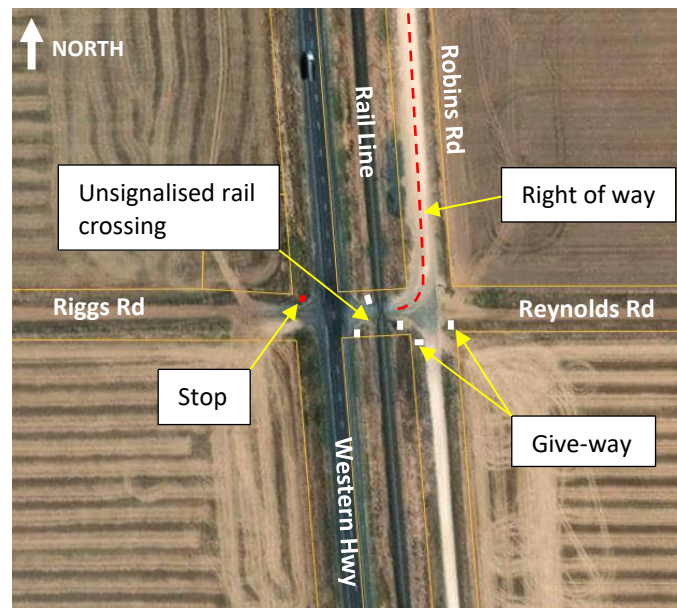 NORTH
Robins Rd
Rail Line
Unsignalised rail
crossing
Right of way
Riggs Rd
Reynolds Rd
Stop
Give-way
Western Hwy